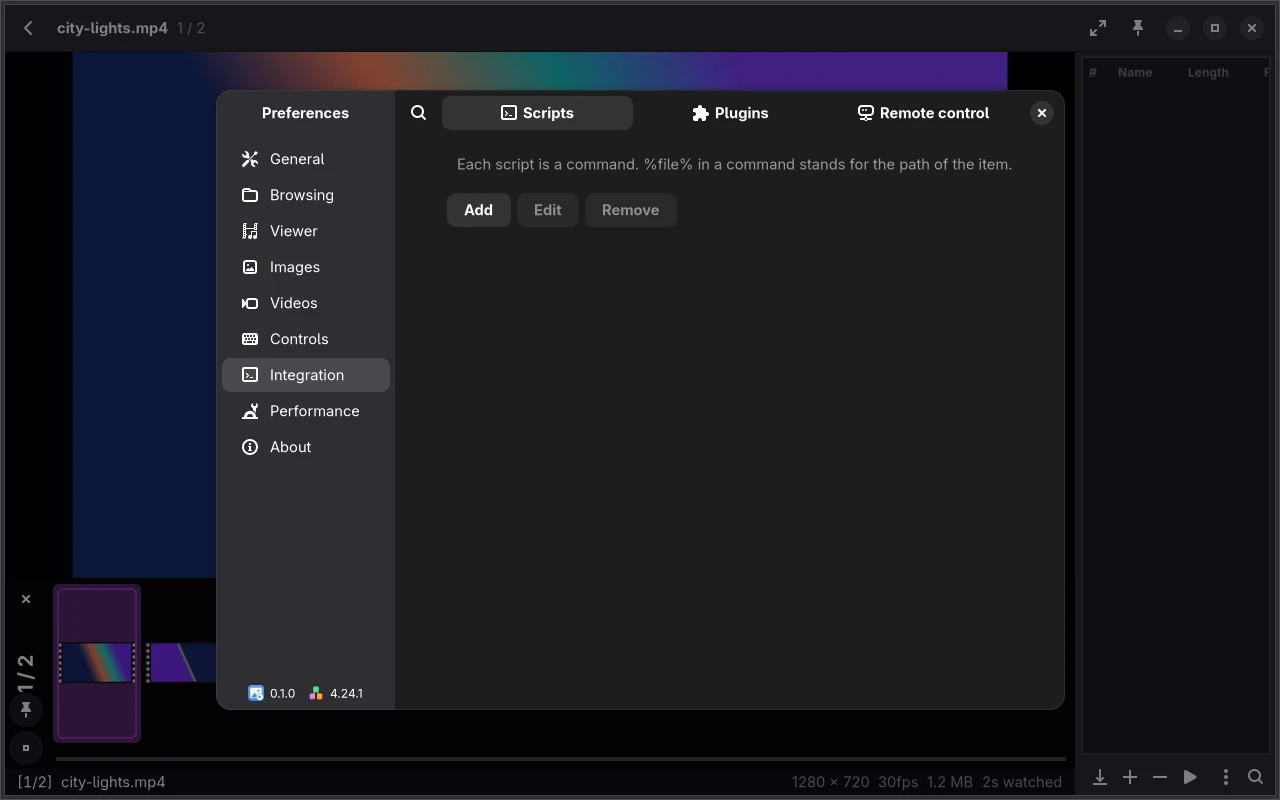 city-lights.mp4 1 / 2
# Name Length F
Preferences
Scripts
Plugins
Remote control
General
Browsing
Viewer
Images
Videos
Controls
Integration
Performance
About
Each script is a command. %file% in a command stands for the path of the item.
Add Edit Remove
0.1.0 4.24.1
1 / 2
[1/2] city-lights.mp4
1280 × 720 30fps 1.2 MB 2s watched